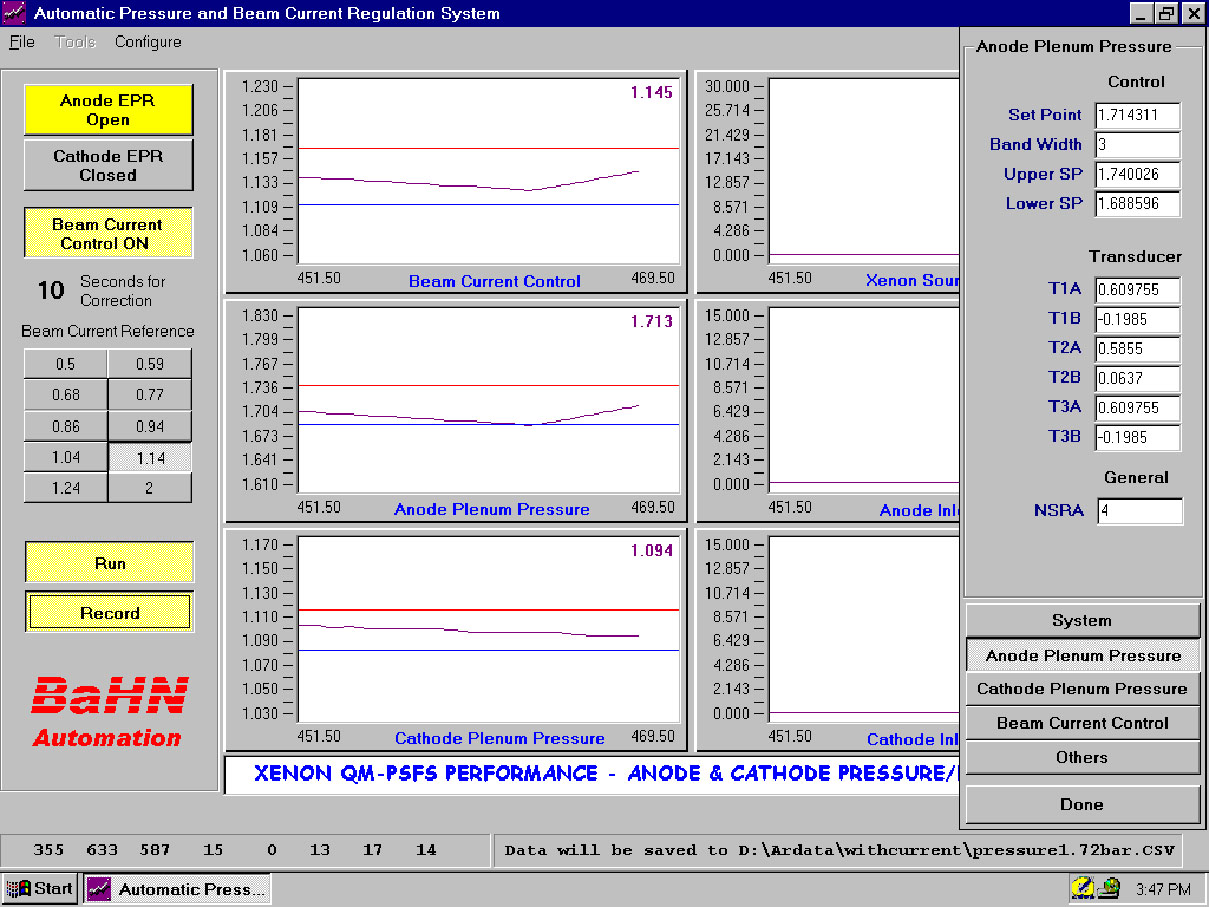 Automatic Pressure and Beam Current Regulation System
File Tools Configure
Anode EPR
Open
Cathode EPR
Closed
Beam Current
Control ON
10 Seconds for
Correction
Beam Current Reference
0.5 0.59
0.68 0.77
0.86 0.94
1.04 1.14
1.24 2
Run
Record
BaHN
Automation
1.230
1.206
1.181
1.157
1.133
1.109
1.084
1.060
1.145
451.50 Beam Current Control 469.50
1.830
1.799
1.767
1.736
1.704
1.673
1.641
1.610
1.713
451.50 Anode Plenum Pressure 469.50
1.170
1.150
1.130
1.110
1.090
1.070
1.050
1.030
1.094
451.50 Cathode Plenum Pressure 469.50
30.000
25.714
21.429
17.143
12.857
8.571
4.286
0.000
451.50 Xenon Sour
15.000
12.857
10.714
8.571
6.429
4.286
2.143
0.000
451.50 Anode Inl
15.000
12.857
10.714
8.571
6.429
4.286
2.143
0.000
451.50 Cathode Inl
XENON QM-PSFS PERFORMANCE - ANODE & CATHODE PRESSURE/
Anode Plenum Pressure
Control
Set Point 1.714311
Band Width 3
Upper SP 1.740026
Lower SP 1.688596
Transducer
T1A 0.609755
T1B -0.1985
T2A 0.5855
T2B 0.0637
T3A 0.609755
T3B -0.1985
General
NSRA 4
System
Anode Plenum Pressure
Cathode Plenum Pressure
Beam Current Control
Others
Done
355 633 587 15 0 13 17 14
Data will be saved to D:\Ardata\withcurrent\pressure1.72bar.CSV
Start Automatic Press... 3:47 PM